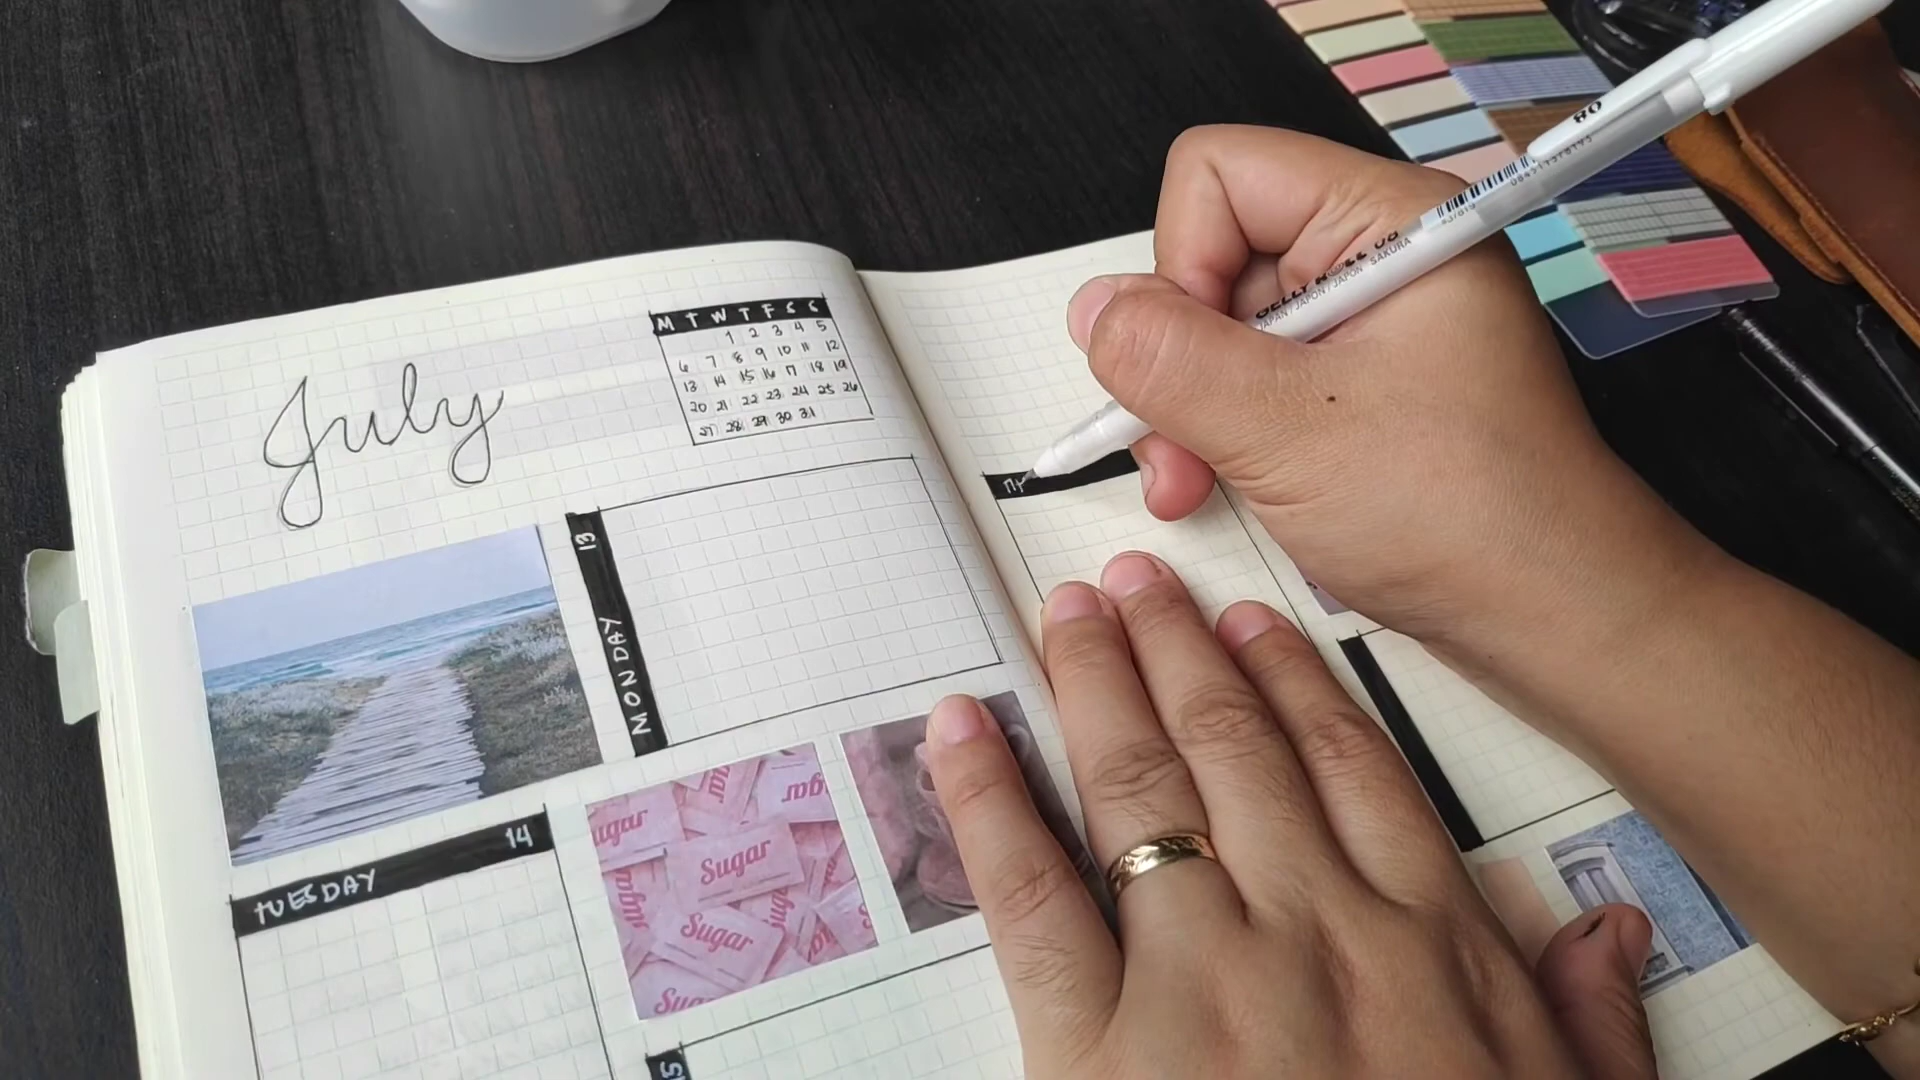 July
M T W T F S S
1 2 3 4 5
6 7 8 9 10 11 12
13 14 15 16 17 18 19
20 21 22 23 24 25 26
27 28 29 30 31
13
MONDAY
14
TUESDAY
Sugar
Sugar
Sugar
15
08
GELLY ROLL 08
JAPAN / JAPON / JAPON SAKURA